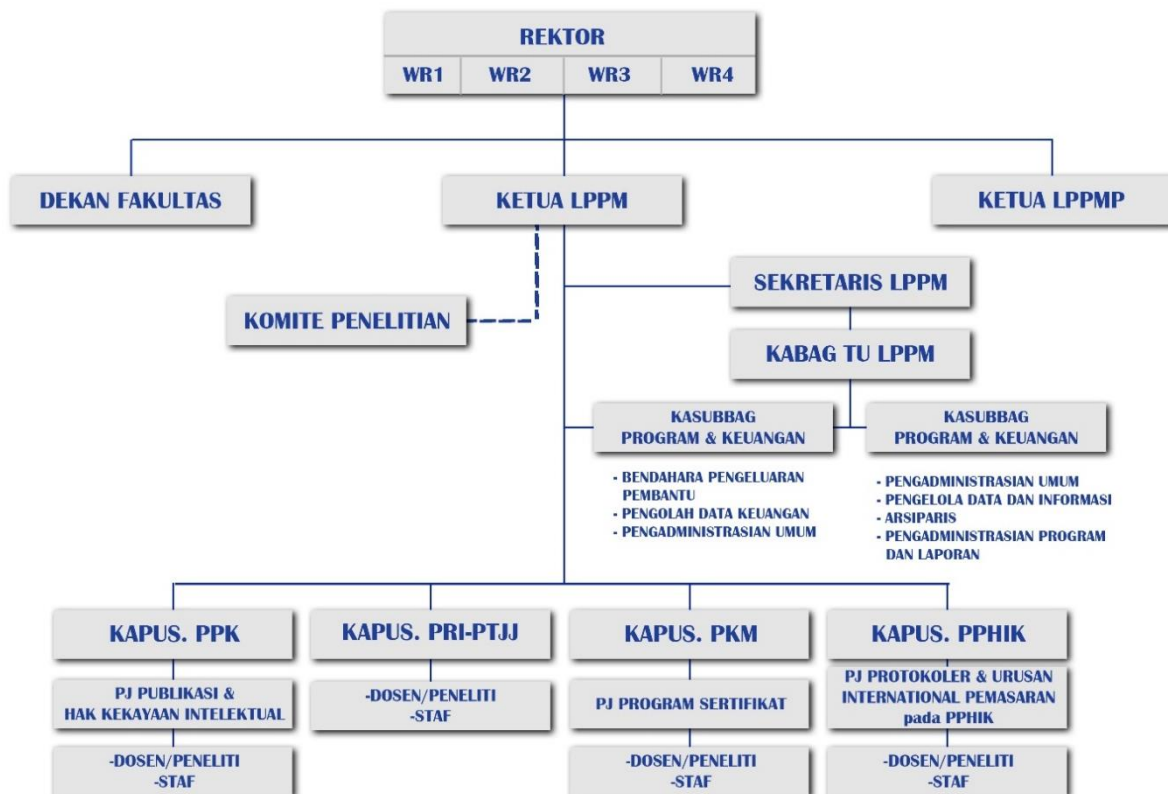 REKTOR
WR1 WR2 WR3 WR4
DEKAN FAKULTAS
KETUA LPPM
KETUA LPPMP
SEKRETARIS LPPM
KOMITE PENELITIAN
KABAG TU LPPM
KASUBBAG
PROGRAM & KEUANGAN
- BENDAHARA PENGELUARAN
PEMBANTU
- PENGOLAH DATA KEUANGAN
- PENGADMINISTRASIAN UMUM
KASUBBAG
PROGRAM & KEUANGAN
- PENGADMINISTRASIAN UMUM
- PENGELOLA DATA DAN INFORMASI
- ARSIPARIS
- PENGADMINISTRASIAN PROGRAM
DAN LAPORAN
KAPUS. PPK
PJ PUBLIKASI &
HAK KEKAYAAN INTELEKTUAL
-DOSEN/PENELITI
-STAF
KAPUS. PRI-PTJJ
-DOSEN/PENELITI
-STAF
KAPUS. PKM
PJ PROGRAM SERTIFIKAT
-DOSEN/PENELITI
-STAF
KAPUS. PPHIK
PJ PROTOKOLER & URUSAN
INTERNATIONAL PEMASARAN
pada PPHIK
-DOSEN/PENELITI
-STAF